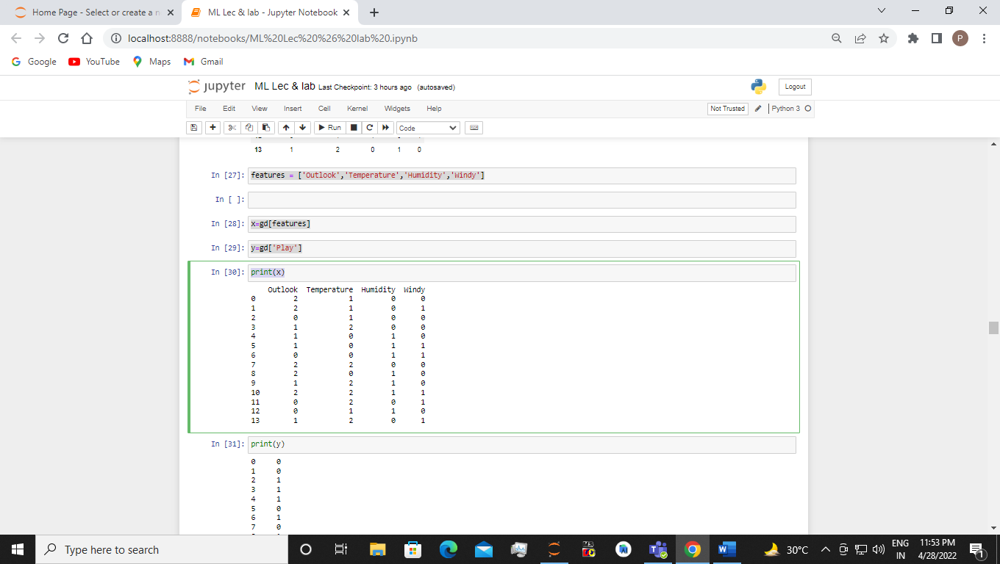 Home Page - Select or create a n
ML Lec & lab - Jupyter Notebook
localhost:8888/notebooks/ML%20Lec%20%26%20lab%20.ipynb
P
Google YouTube Maps Gmail
jupyter ML Lec & lab Last Checkpoint: 3 hours ago (autosaved)
Logout
File Edit View Insert Cell Kernel Widgets Help
Not Trusted Python 3
Run Code
13 1 2 0 1 0
In [27]: features = ['Outlook','Temperature','Humidity','Windy']
In [ ]:
In [28]: x=gd[features]
In [29]: y=gd['Play']
In [30]: print(x)
Outlook Temperature Humidity Windy
0 2 1 0 0
1 2 1 0 1
2 0 1 0 0
3 1 2 0 0
4 1 0 1 0
5 1 0 1 1
6 0 0 1 1
7 2 2 0 0
8 2 0 1 0
9 1 2 1 0
10 2 2 1 1
11 0 2 0 1
12 0 1 1 0
13 1 2 0 1
In [31]: print(y)
0 0
1 0
2 1
3 1
4 1
5 0
6 1
7 0
Type here to search
30°C
ENG
IN
11:53 PM
4/28/2022
1